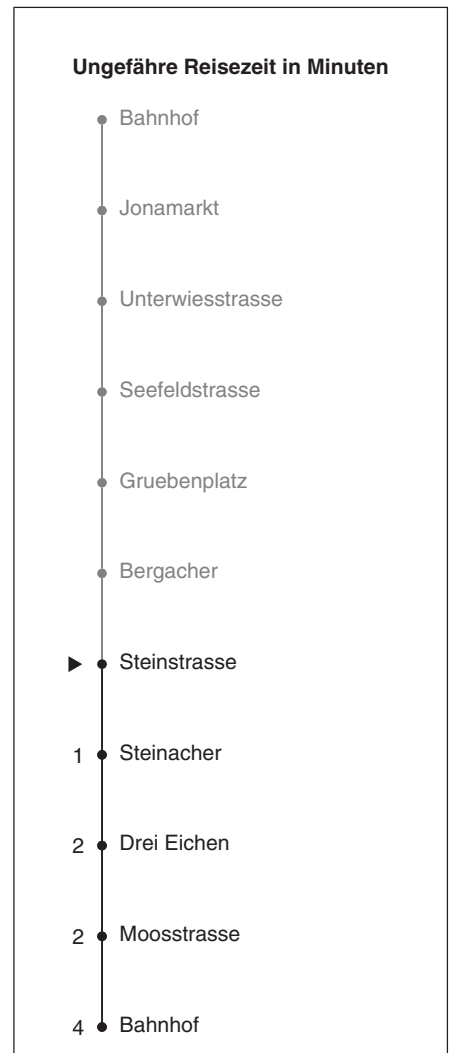 Ungefähre Reisezeit in Minuten
Bahnhof
Jonamarkt
Unterwiesstrasse
Seefeldstrasse
Gruebenplatz
Bergacher
Steinstrasse
1 Steinacher
2 Drei Eichen
2 Moosstrasse
4 Bahnhof